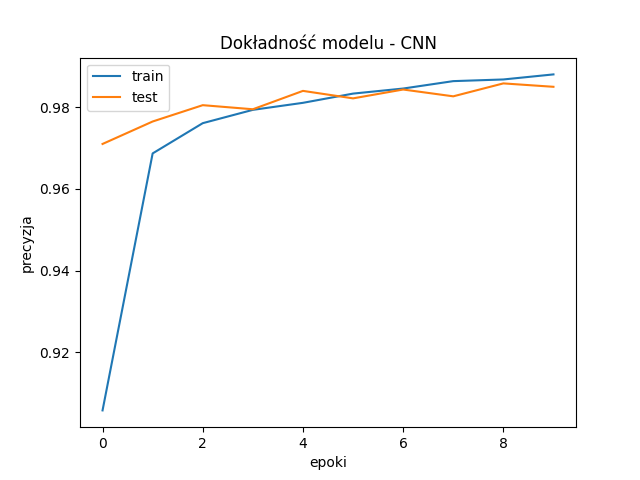 Dokładność modelu - CNN
train
test
precyzja
0.98
0.96
0.94
0.92
0
2
4
6
8
epoki